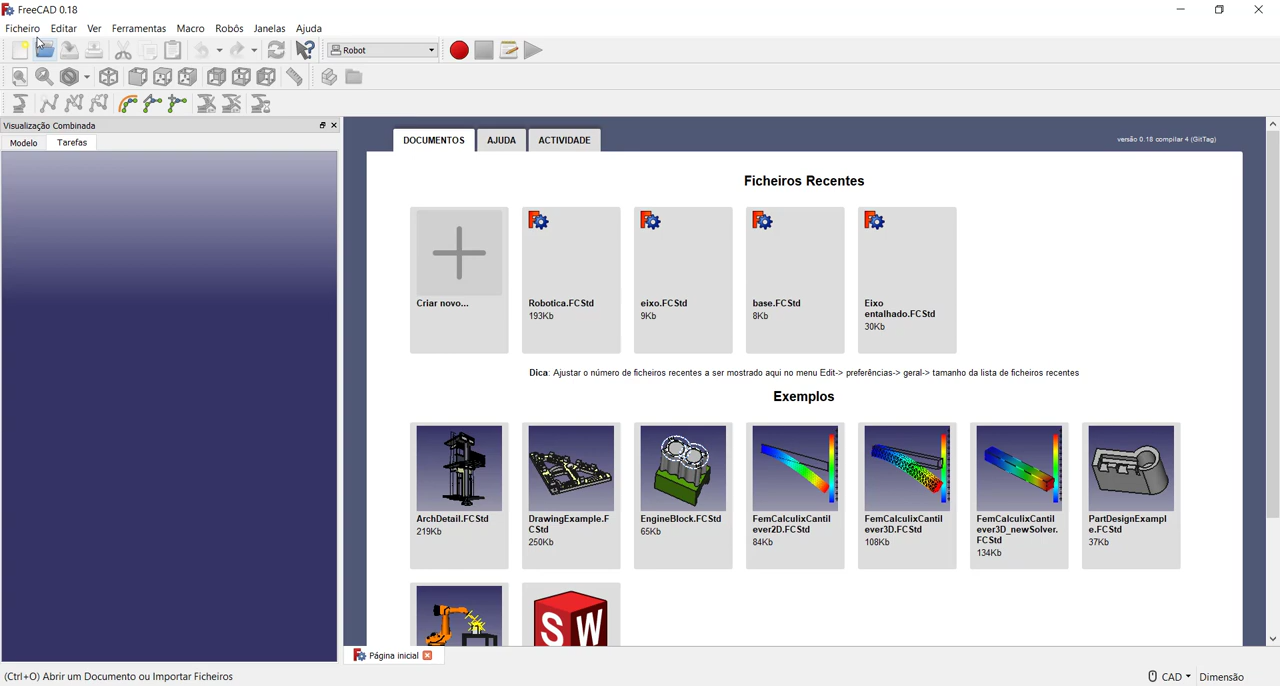 FreeCAD 0.18
Ficheiro Editar Ver Ferramentas Macro Robôs Janelas Ajuda
Robot
Visualização Combinada
Modelo Tarefas
DOCUMENTOS AJUDA ACTIVIDADE
versão 0.18 compilar 4 (GitTag)
Ficheiros Recentes
Criar novo...
Robotica.FCStd
193Kb
eixo.FCStd
9Kb
base.FCStd
8Kb
Eixo
entalhado.FCStd
30Kb
Dica: Ajustar o número de ficheiros recentes a ser mostrado aqui no menu Edit-> preferências-> geral-> tamanho da lista de ficheiros recentes
Exemplos
ArchDetail.FCStd
219Kb
DrawingExample.F
CStd
250Kb
EngineBlock.FCStd
65Kb
FemCalculixCantil
ever2D.FCStd
84Kb
FemCalculixCantil
ever3D.FCStd
108Kb
FemCalculixCantil
ever3D_newSolver.
FCStd
134Kb
PartDesignExampl
e.FCStd
37Kb
SW
Página inicial
(Ctrl+O) Abrir um Documento ou Importar Ficheiros
CAD Dimensão